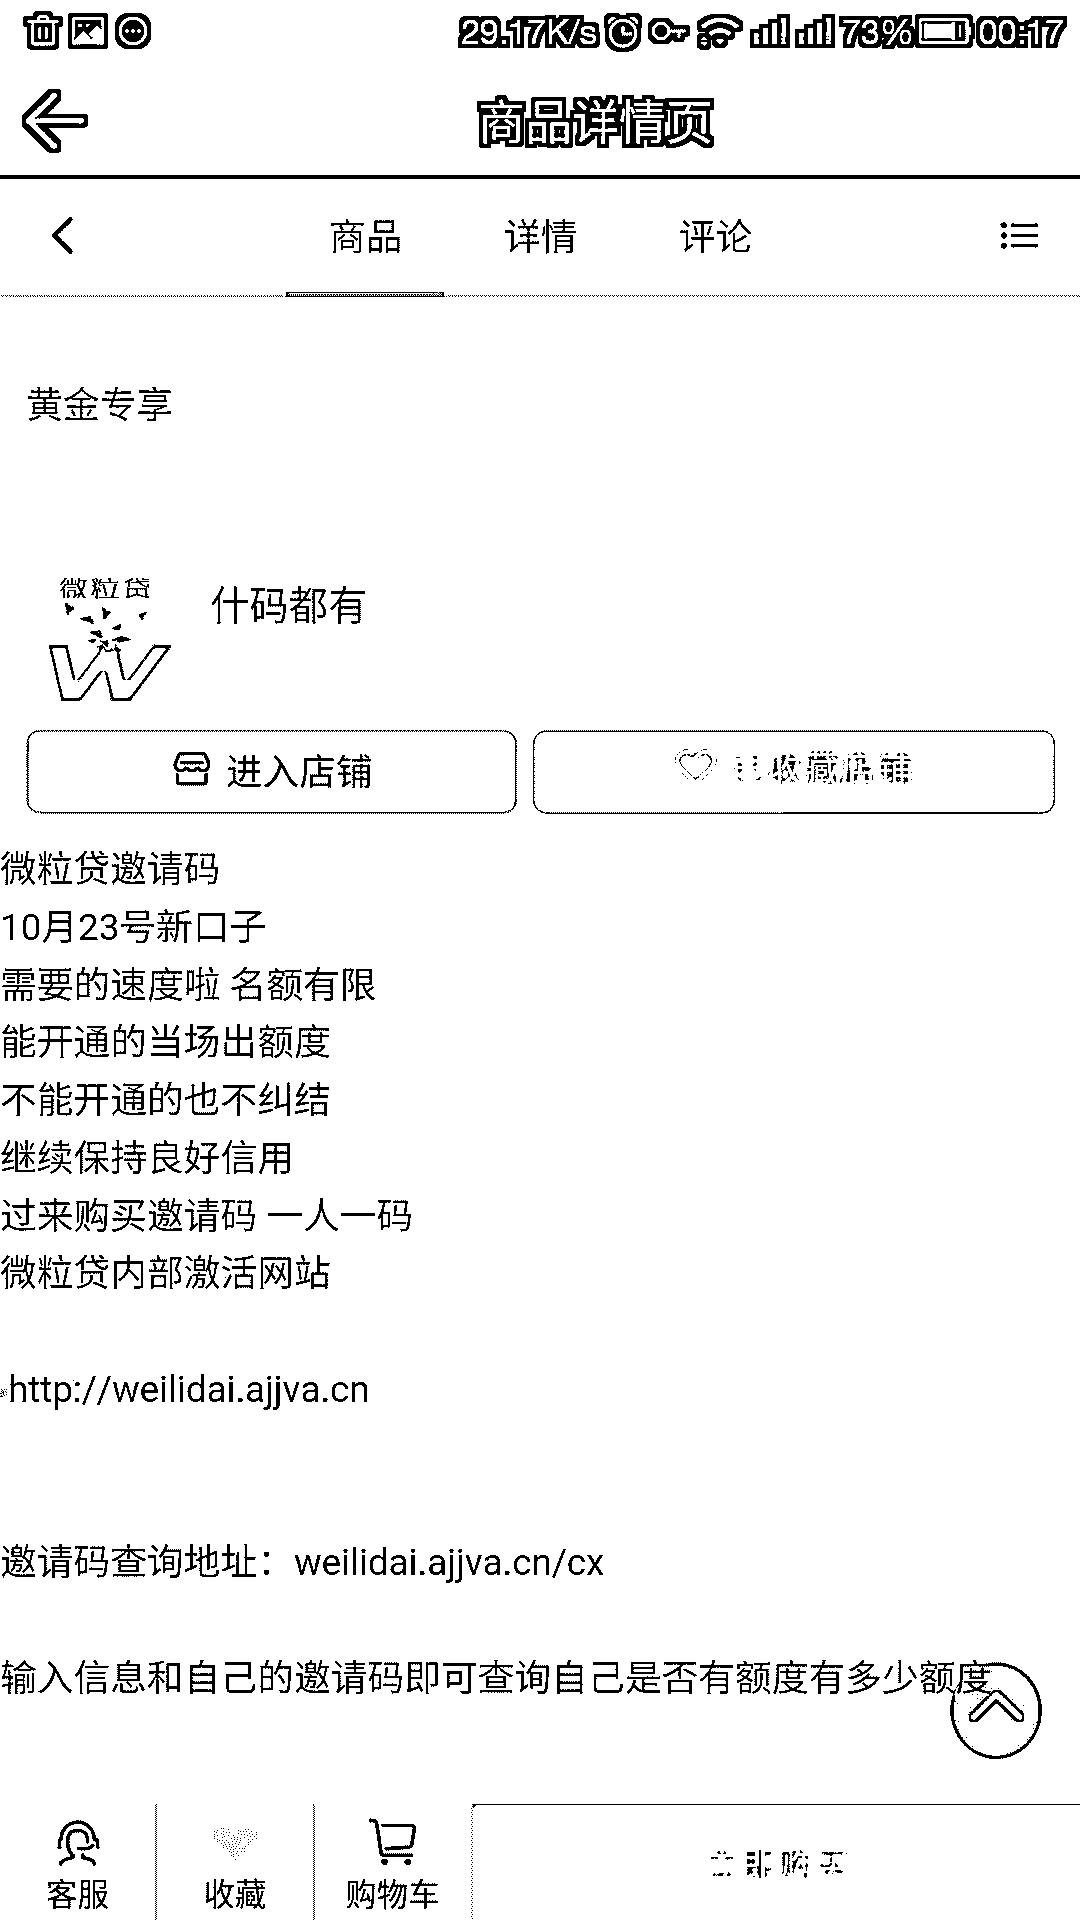 29.17K/s 73% 00:17
商品详情页
商品 详情 评论
黄金专享
微粒贷
什码都有
进入店铺 已收藏店铺
微粒贷邀请码
10月23号新口子
需要的速度啦 名额有限
能开通的当场出额度
不能开通的也不纠结
继续保持良好信用
过来购买邀请码 一人一码
微粒贷内部激活网站
http://weilidai.ajjva.cn
邀请码查询地址：weilidai.ajjva.cn/cx
输入信息和自己的邀请码即可查询自己是否有额度有多少额度
客服 收藏 购物车 立即购买